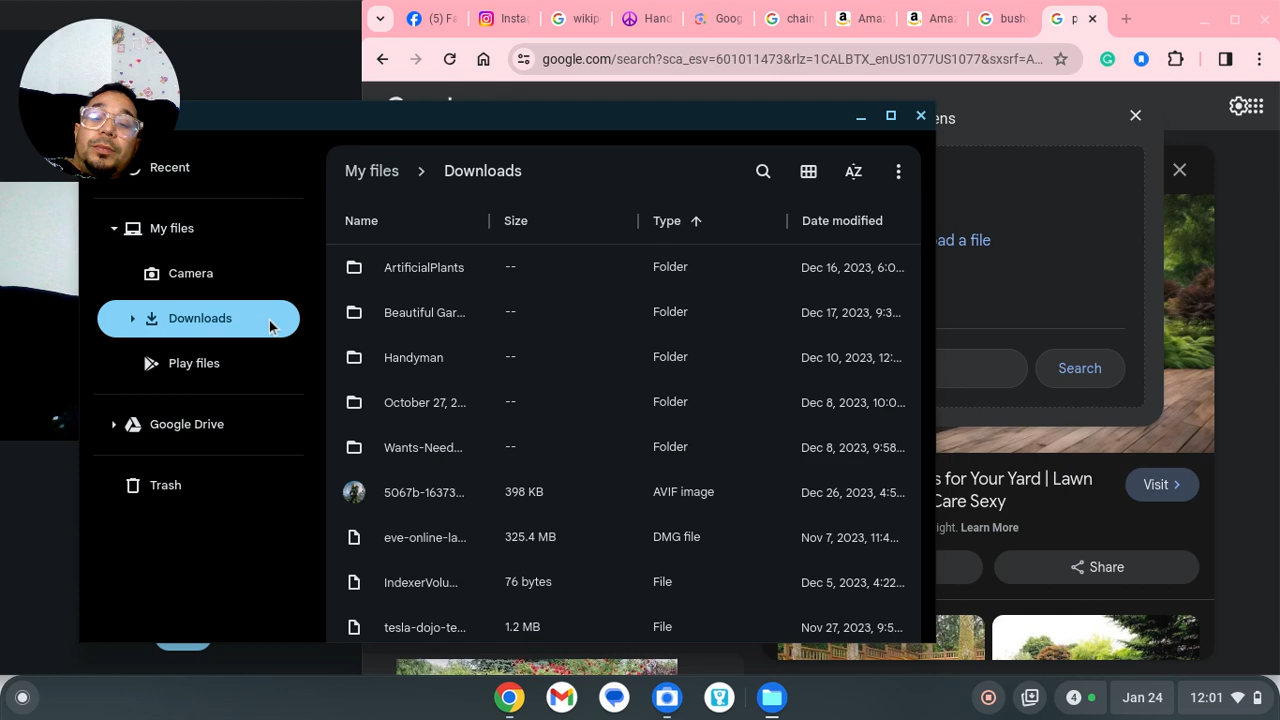 (5) Fa
Insta
wikip
Hand
Goog
chain
Amaz
Ama
bush
p
google.com/search?sca_esv=601011473&rlz=1CALBTX_enUS1077US1077&sxsrf=A...
ens
Recent
My files > Downloads
Name
Size
Type
Date modified
My files
Camera
Downloads
Play files
Google Drive
Trash
ArtificialPlants -- Folder Dec 16, 2023, 6:0...
Beautiful Gar... -- Folder Dec 17, 2023, 9:3...
Handyman -- Folder Dec 10, 2023, 12:...
October 27, 2... -- Folder Dec 8, 2023, 10:0...
Wants-Need... -- Folder Dec 8, 2023, 9:58...
5067b-16373... 398 KB AVIF image Dec 26, 2023, 4:5...
eve-online-la... 325.4 MB DMG file Nov 7, 2023, 11:4...
IndexerVolu... 76 bytes File Dec 5, 2023, 4:22...
tesla-dojo-te... 1.2 MB File Nov 27, 2023, 9:5...
AZ
ad a file
Search
s for Your Yard | Lawn
Care Sexy
Visit >
ight. Learn More
Share
4
Jan 24
12:01